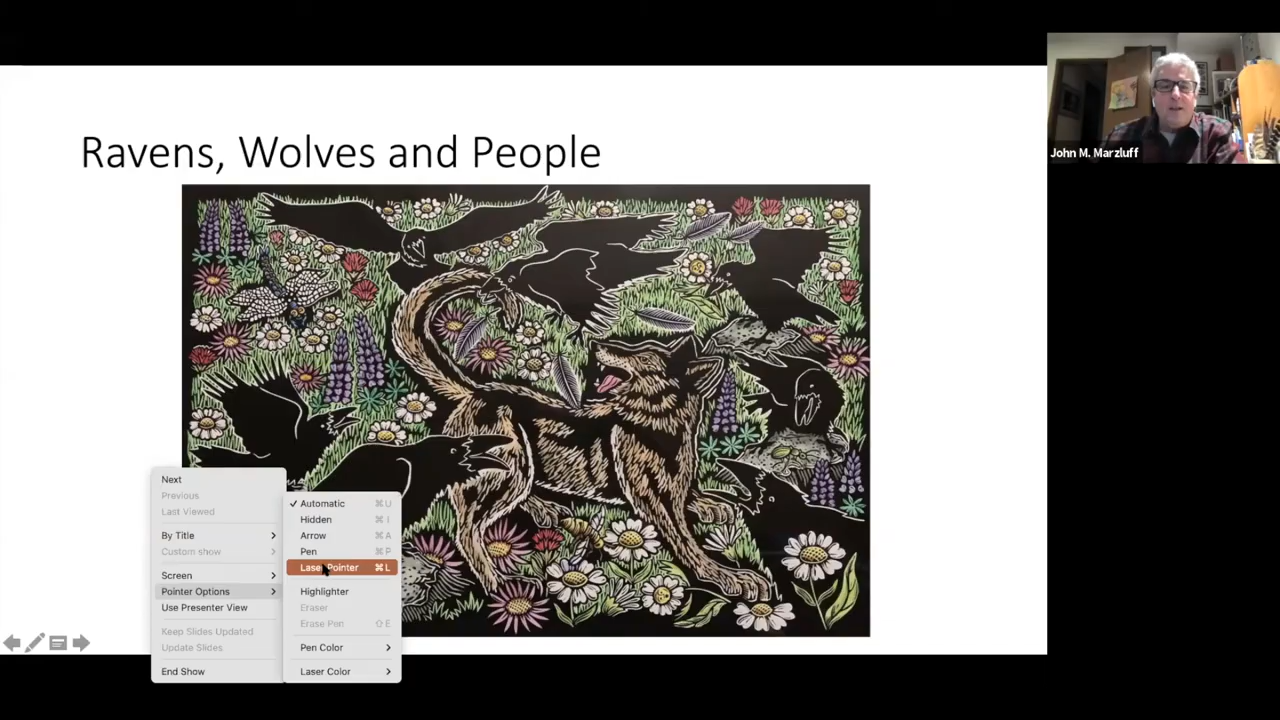 Ravens, Wolves and People
John M. Marzluff
Next
Previous
Last Viewed
By Title
Custom show
Screen
Pointer Options
Use Presenter View
Keep Slides Updated
Update Slides
End Show
✓ Automatic ⌘U
Hidden ⌘I
Arrow ⌘A
Pen ⌘P
Laser Pointer ⌘L
Highlighter
Eraser
Erase Pen ⇧E
Pen Color
Laser Color